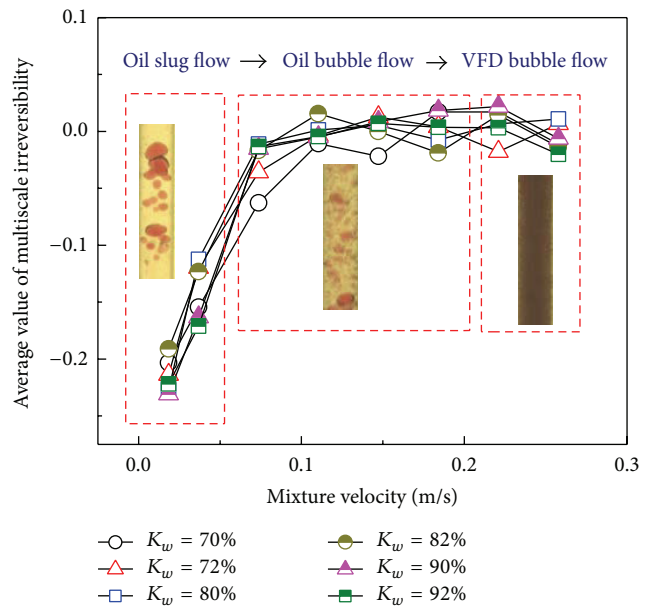 Oil slug flow → Oil bubble flow → VFD bubble flow
Average value of multiscale irreversibility
0.1
0.0
−0.1
−0.2
0.0 0.1 0.2 0.3
Mixture velocity (m/s)
K_w = 70%
K_w = 72%
K_w = 80%
K_w = 82%
K_w = 90%
K_w = 92%